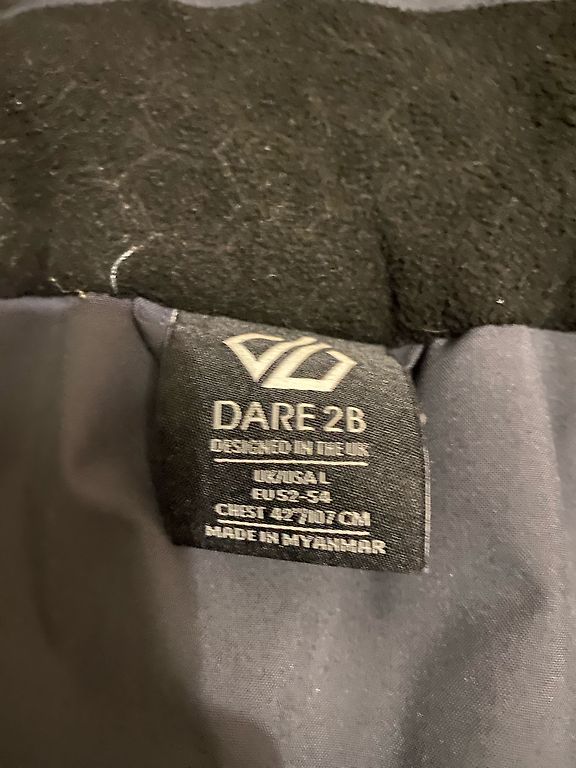 DARE 2B
DESIGNED IN THE UK
UK/USA L
EU 52-54
CHEST 42"/107 CM
MADE IN MYANMAR